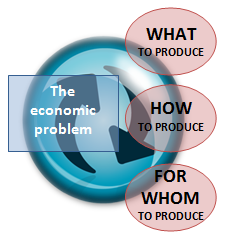 The
economic
problem
WHAT
TO PRODUCE
HOW
TO PRODUCE
FOR
WHOM
TO PRODUCE